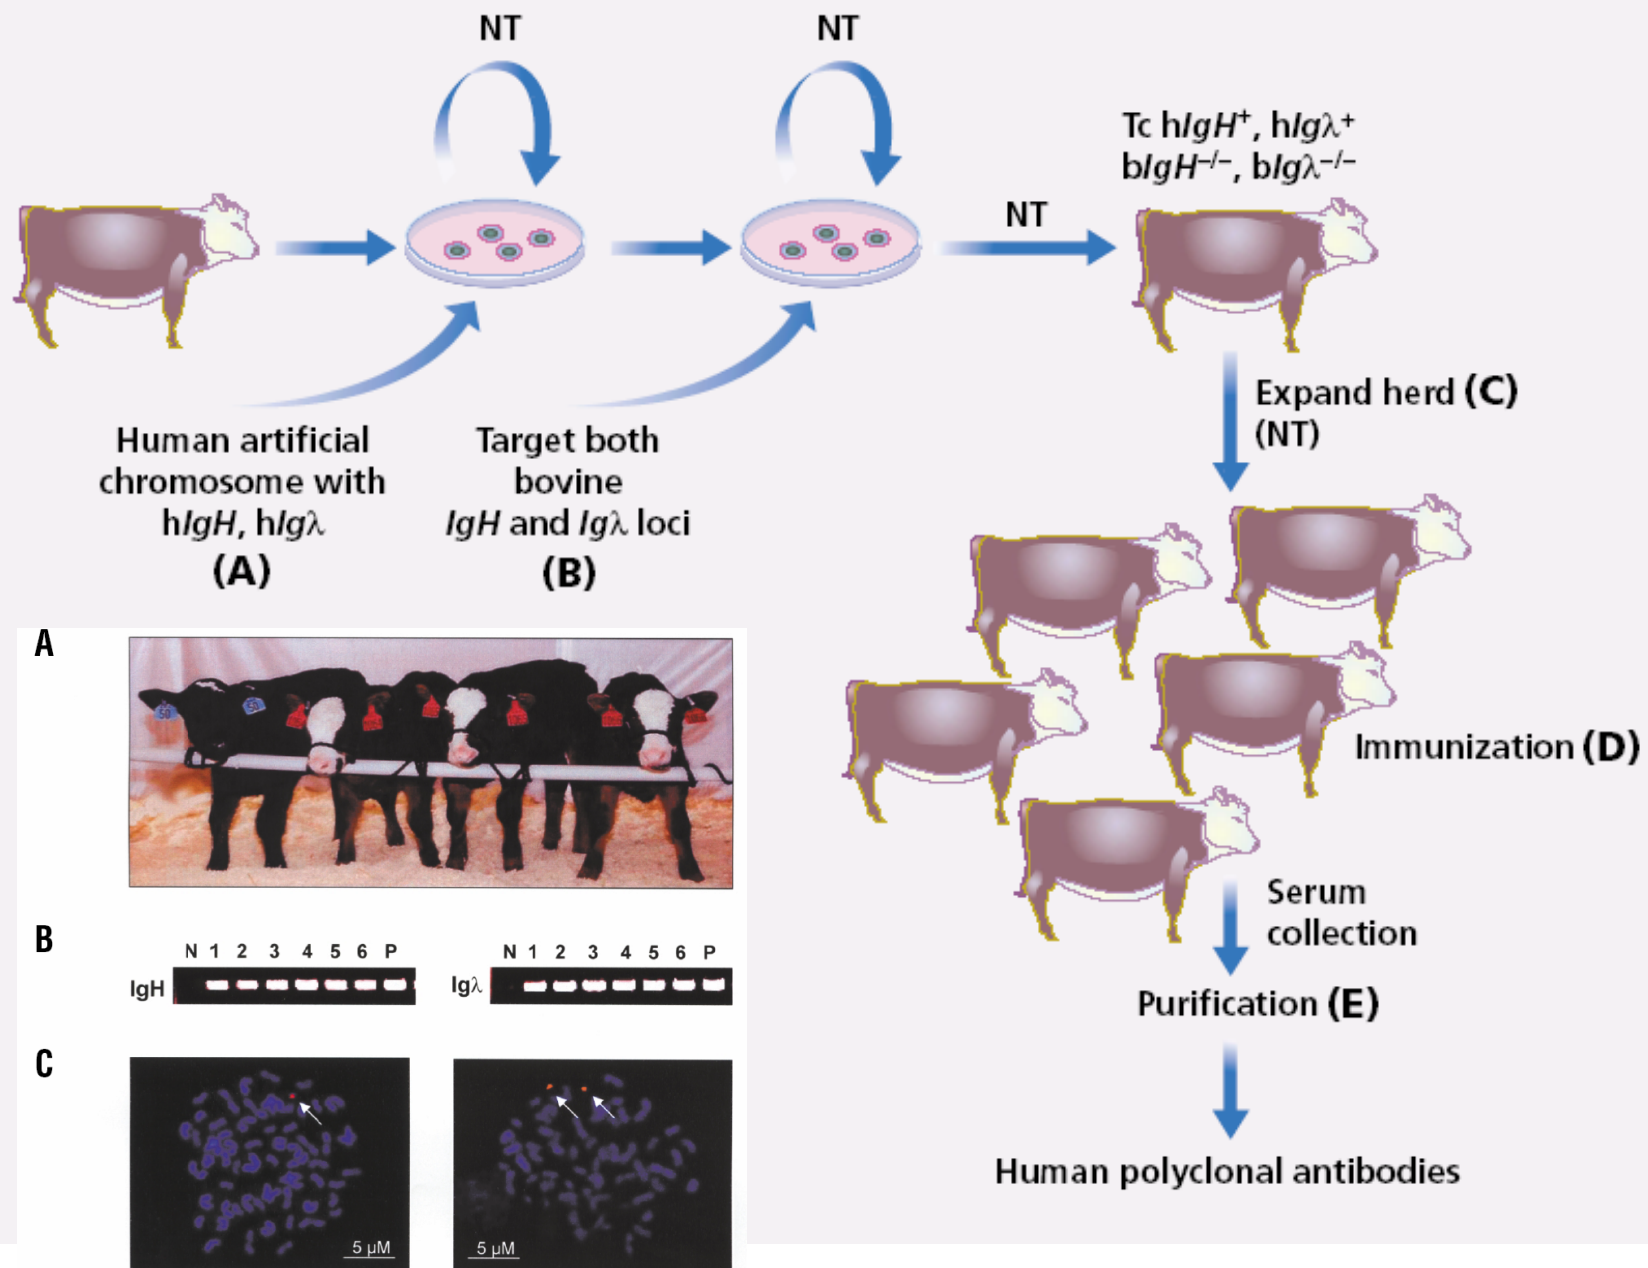 NT
NT
Tc hIgH+, hIgλ+
bIgH–/–, bIgλ–/–
NT
Human artificial
chromosome with
hIgH, hIgλ
(A)
Target both
bovine
IgH and Igλ loci
(B)
Expand herd (C)
(NT)
Immunization (D)
Serum
collection
Purification (E)
Human polyclonal antibodies
A
50
50
B
N 1 2 3 4 5 6 P
IgH
N 1 2 3 4 5 6 P
Igλ
C
5 µM
5 µM